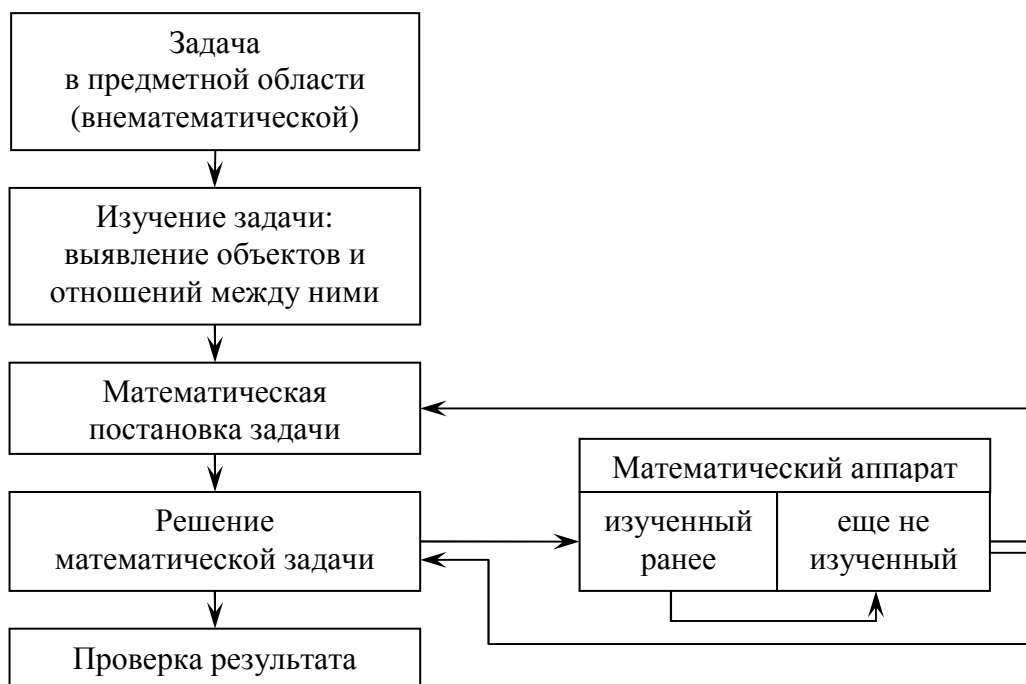 Задача
в предметной области
(внематематической)
Изучение задачи:
выявление объектов и
отношений между ними
Математическая
постановка задачи
Решение
математической задачи
Проверка результата
Математический аппарат
изученный
ранее
еще не
изученный